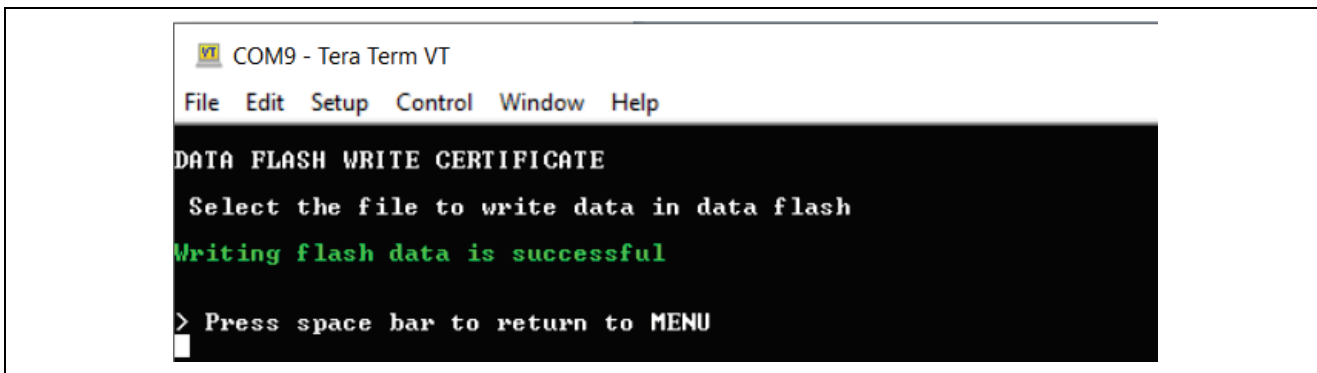 VT COM9 - Tera Term VT
File Edit Setup Control Window Help
DATA FLASH WRITE CERTIFICATE
Select the file to write data in data flash
Writing flash data is successful
> Press space bar to return to MENU